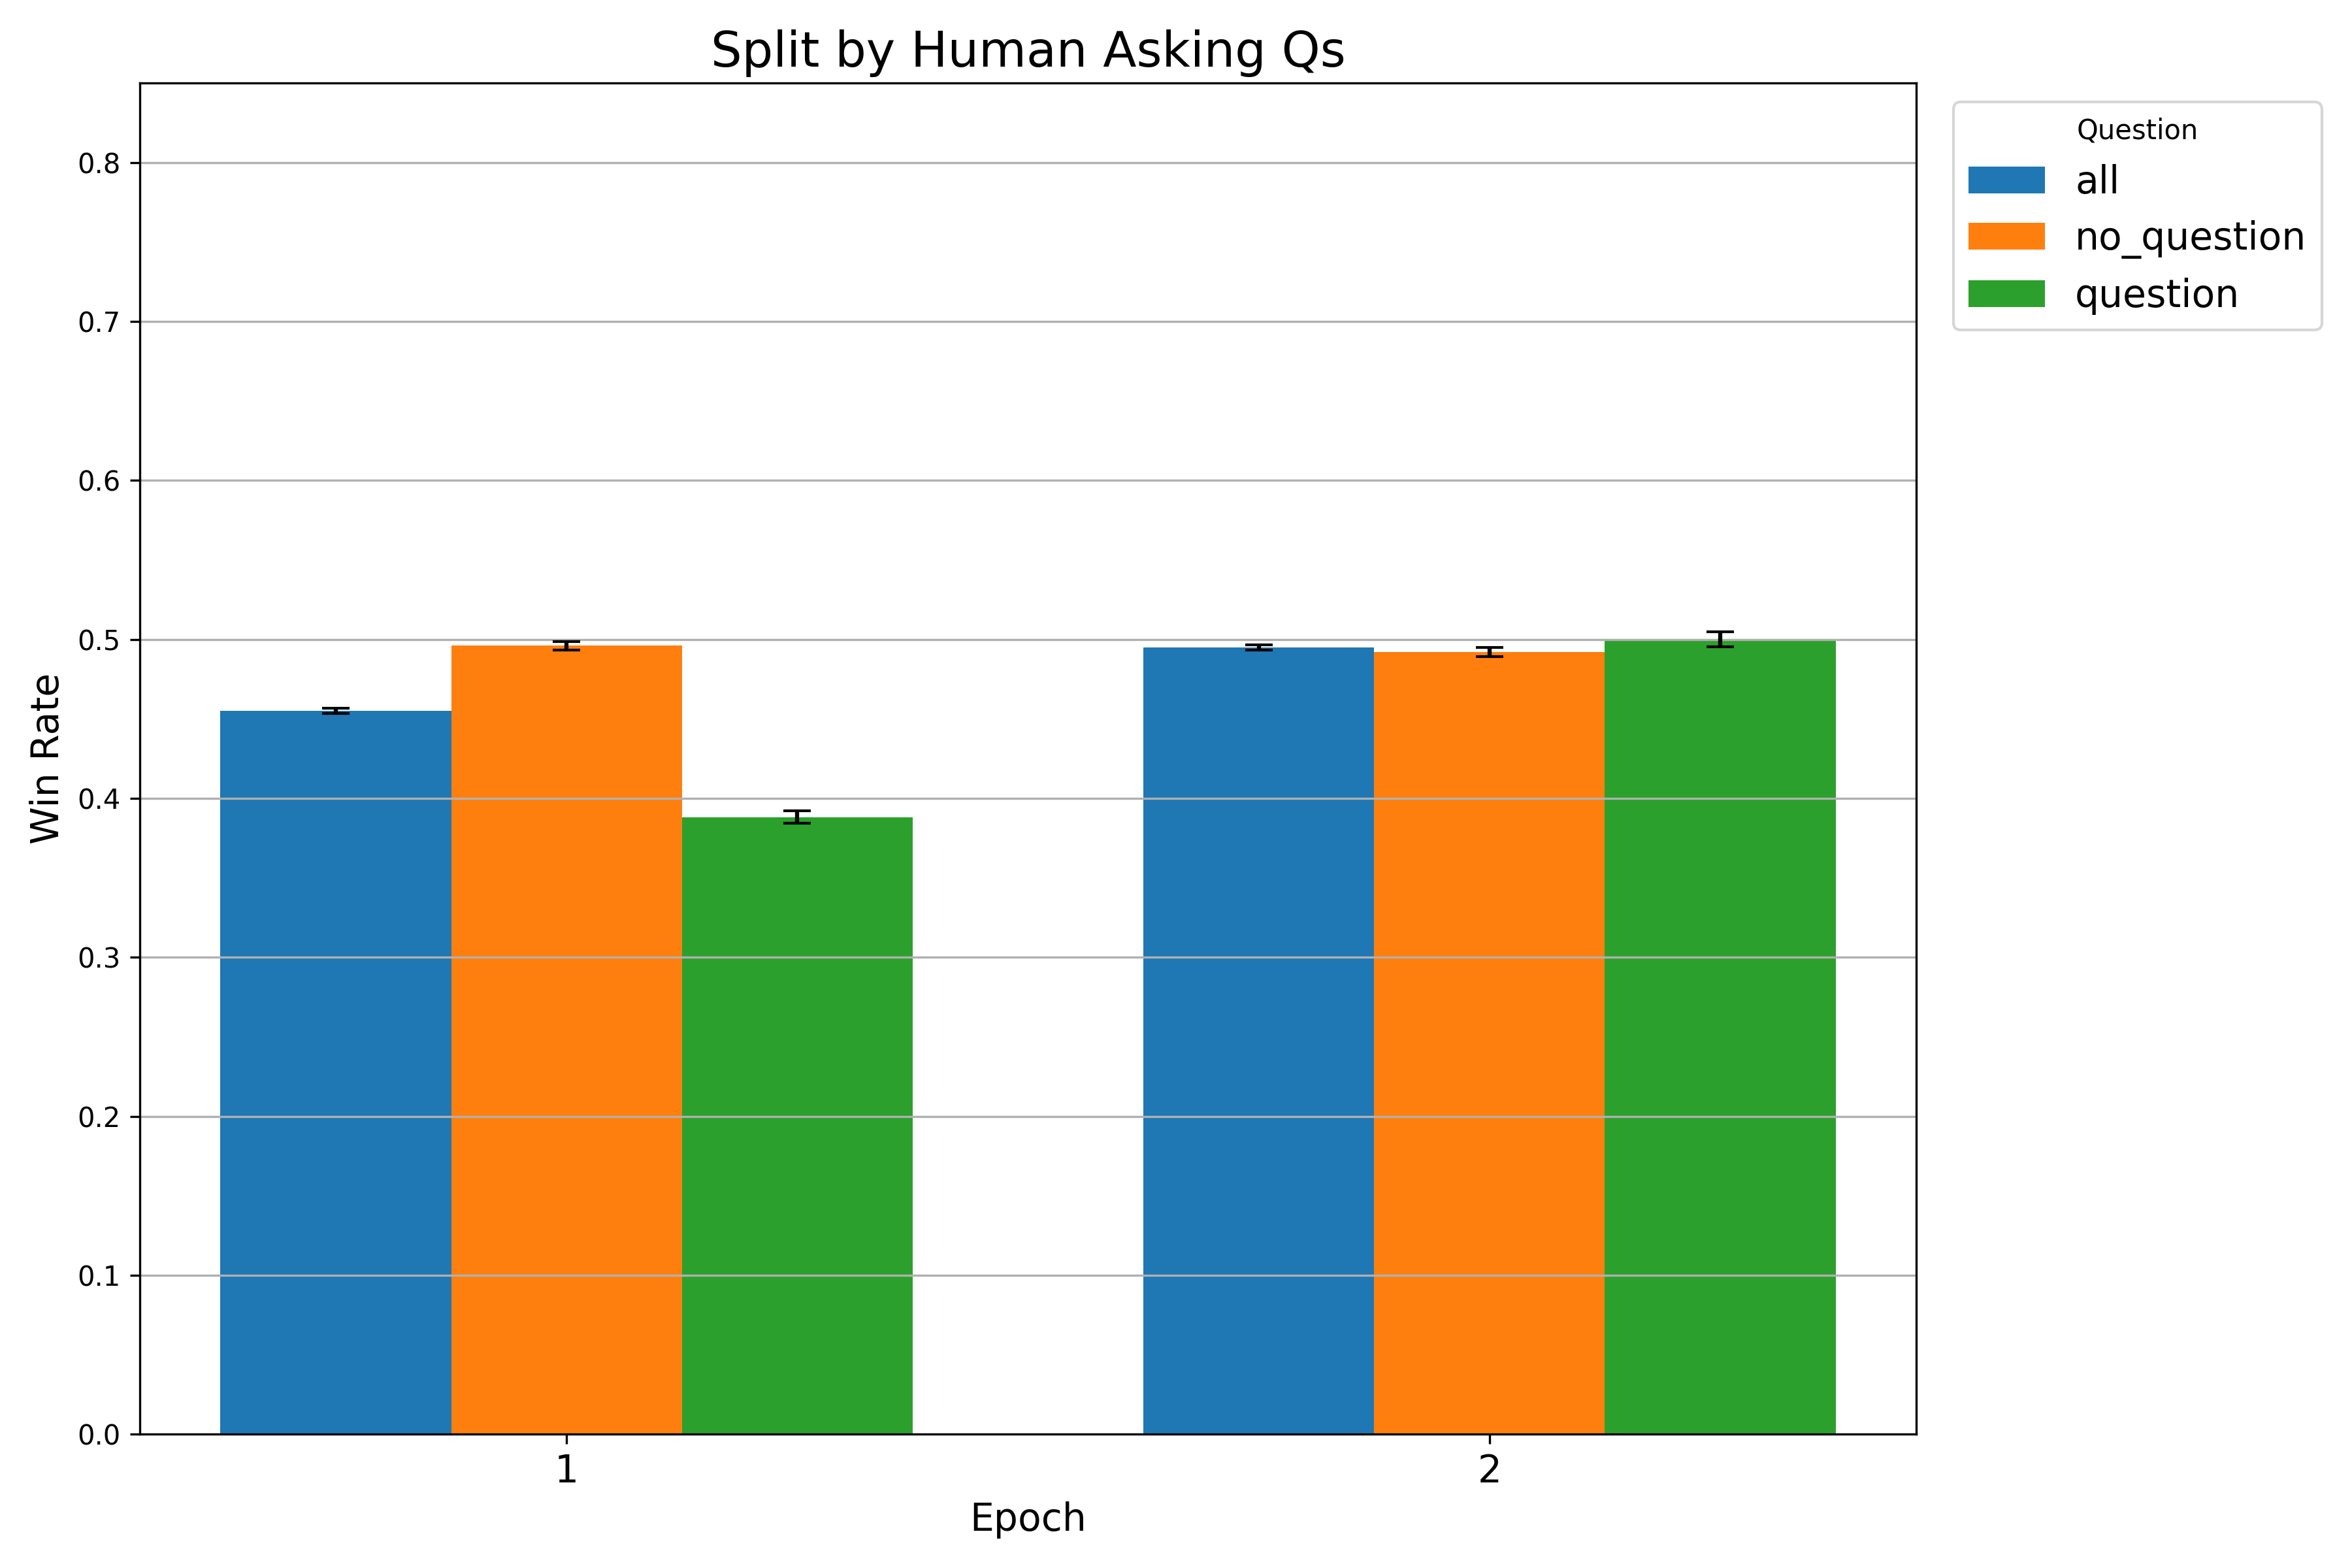 Split by Human Asking Qs
Question
all
no_question
question
Win Rate
0.8
0.7
0.6
0.5
0.4
0.3
0.2
0.1
0.0
1
2
Epoch